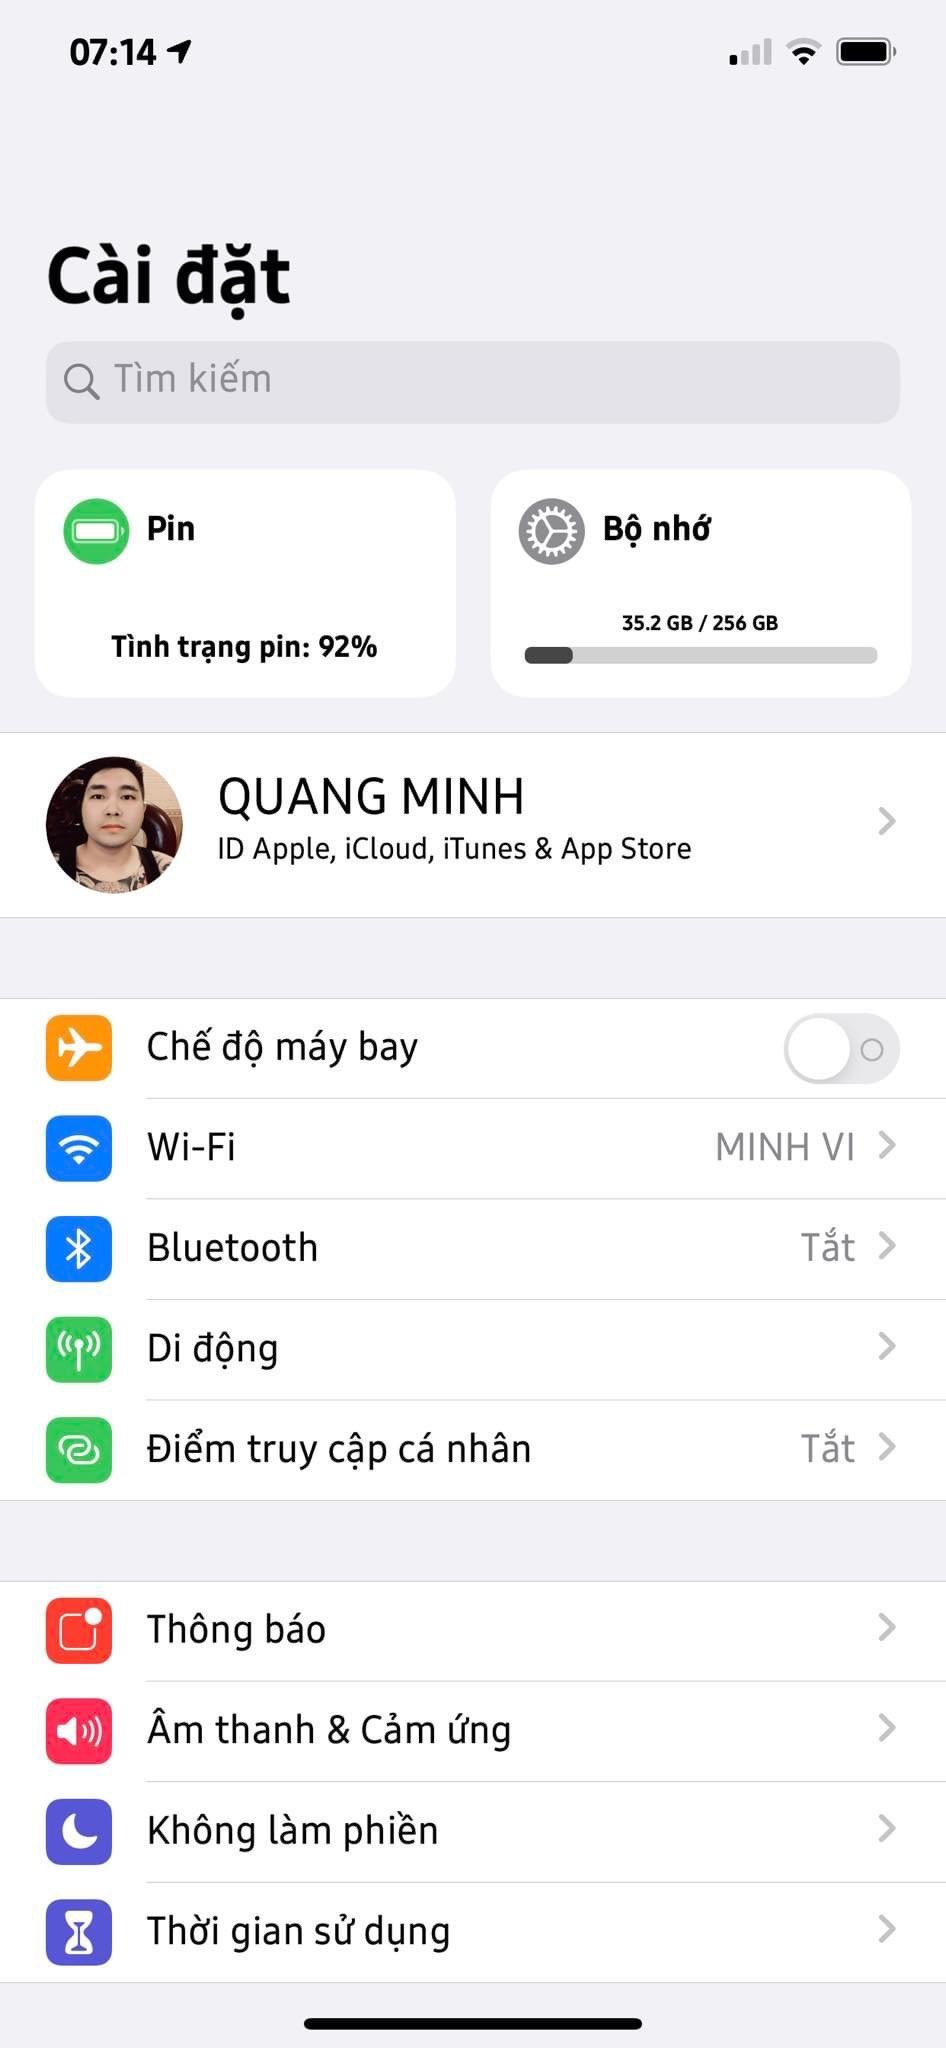 07:14
Cài đặt
Tìm kiếm
Pin
Tình trạng pin: 92%
Bộ nhớ
35.2 GB / 256 GB
QUANG MINH
ID Apple, iCloud, iTunes & App Store
Chế độ máy bay
Wi-Fi MINH VI
Bluetooth Tắt
Di động
Điểm truy cập cá nhân Tắt
Thông báo
Âm thanh & Cảm ứng
Không làm phiền
Thời gian sử dụng